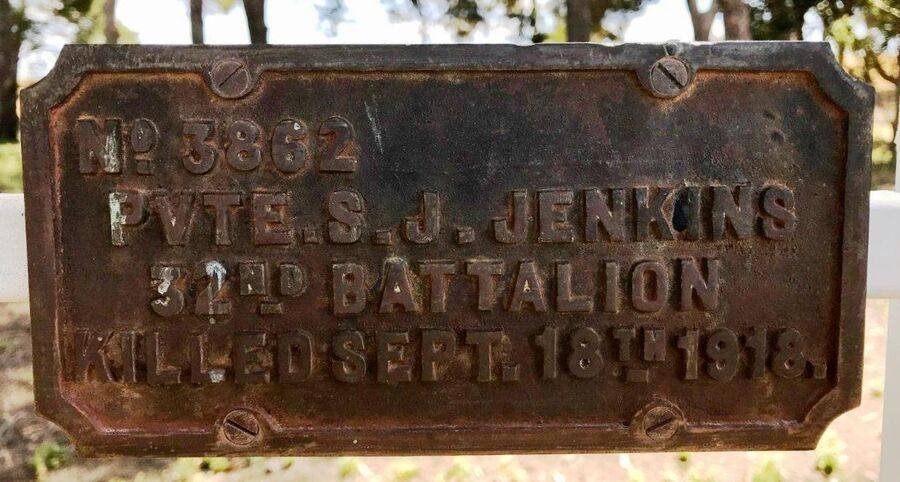 No. 3862
PVTE. S. J. JENKINS
32ND BATTALION
KILLED SEPT. 18TH 1918.